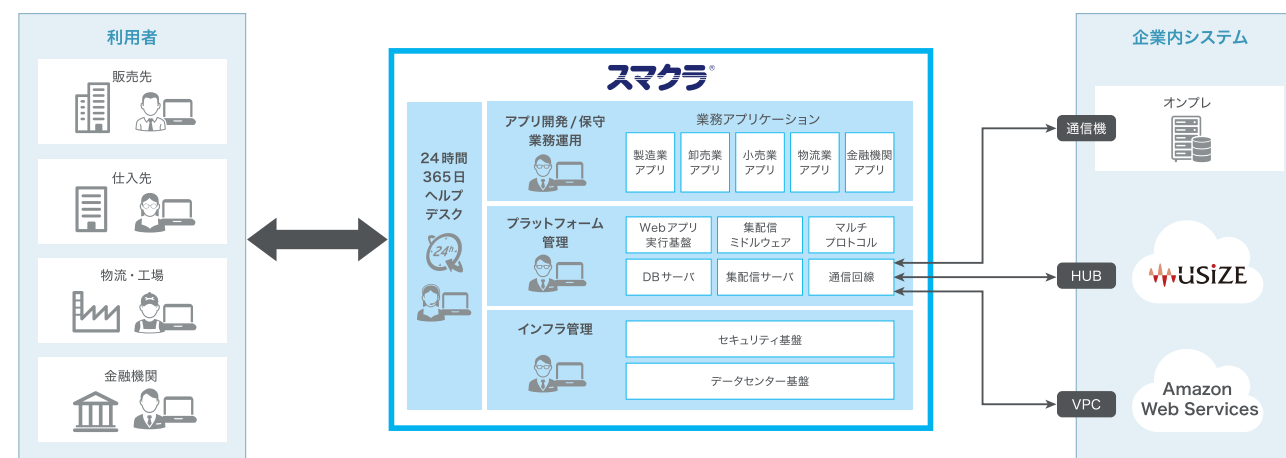 利用者
販売先
仕入先
物流・工場
金融機関
スマクラ®
24時間
365日
ヘルプ
デスク
24h
アプリ開発/保守
業務運用
業務アプリケーション
製造業
アプリ
卸売業
アプリ
小売業
アプリ
物流業
アプリ
金融機関
アプリ
プラットフォーム
管理
Webアプリ
実行基盤
集配信
ミドルウェア
マルチ
プロトコル
DBサーバ
集配信サーバ
通信回線
インフラ管理
セキュリティ基盤
データセンター基盤
企業内システム
通信機
オンプレ
HUB
USiZE
VPC
Amazon
Web Services